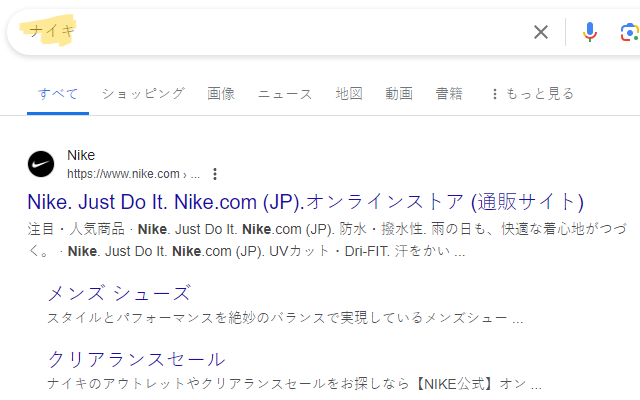 ナイキ
すべて ショッピング 画像 ニュース 地図 動画 書籍 もっと見る
Nike
https://www.nike.com › ...
Nike. Just Do It. Nike.com (JP).オンラインストア (通販サイト)
注目・人気商品 · Nike. Just Do It. Nike.com (JP). 防水・撥水性. 雨の日も、快適な着心地がつづ
く。 · Nike. Just Do It. Nike.com (JP). UVカット・Dri-FIT. 汗をかい ...
メンズ シューズ
スタイルとパフォーマンスを絶妙のバランスで実現しているメンズシュー ...
クリアランスセール
ナイキのアウトレットやクリアランスセールをお探しなら【NIKE公式】オン ...